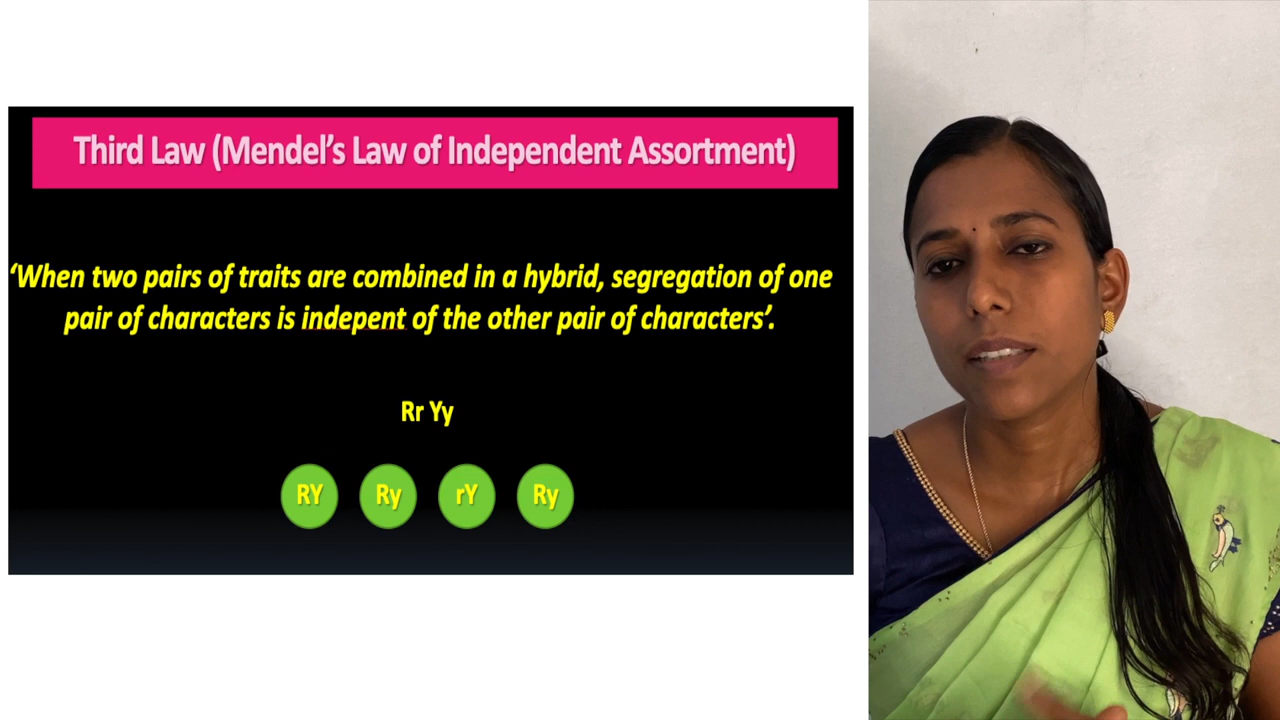 Third Law (Mendel's Law of Independent Assortment)
‘When two pairs of traits are combined in a hybrid, segregation of one
pair of characters is indepent of the other pair of characters’.
Rr Yy
RY Ry rY Ry